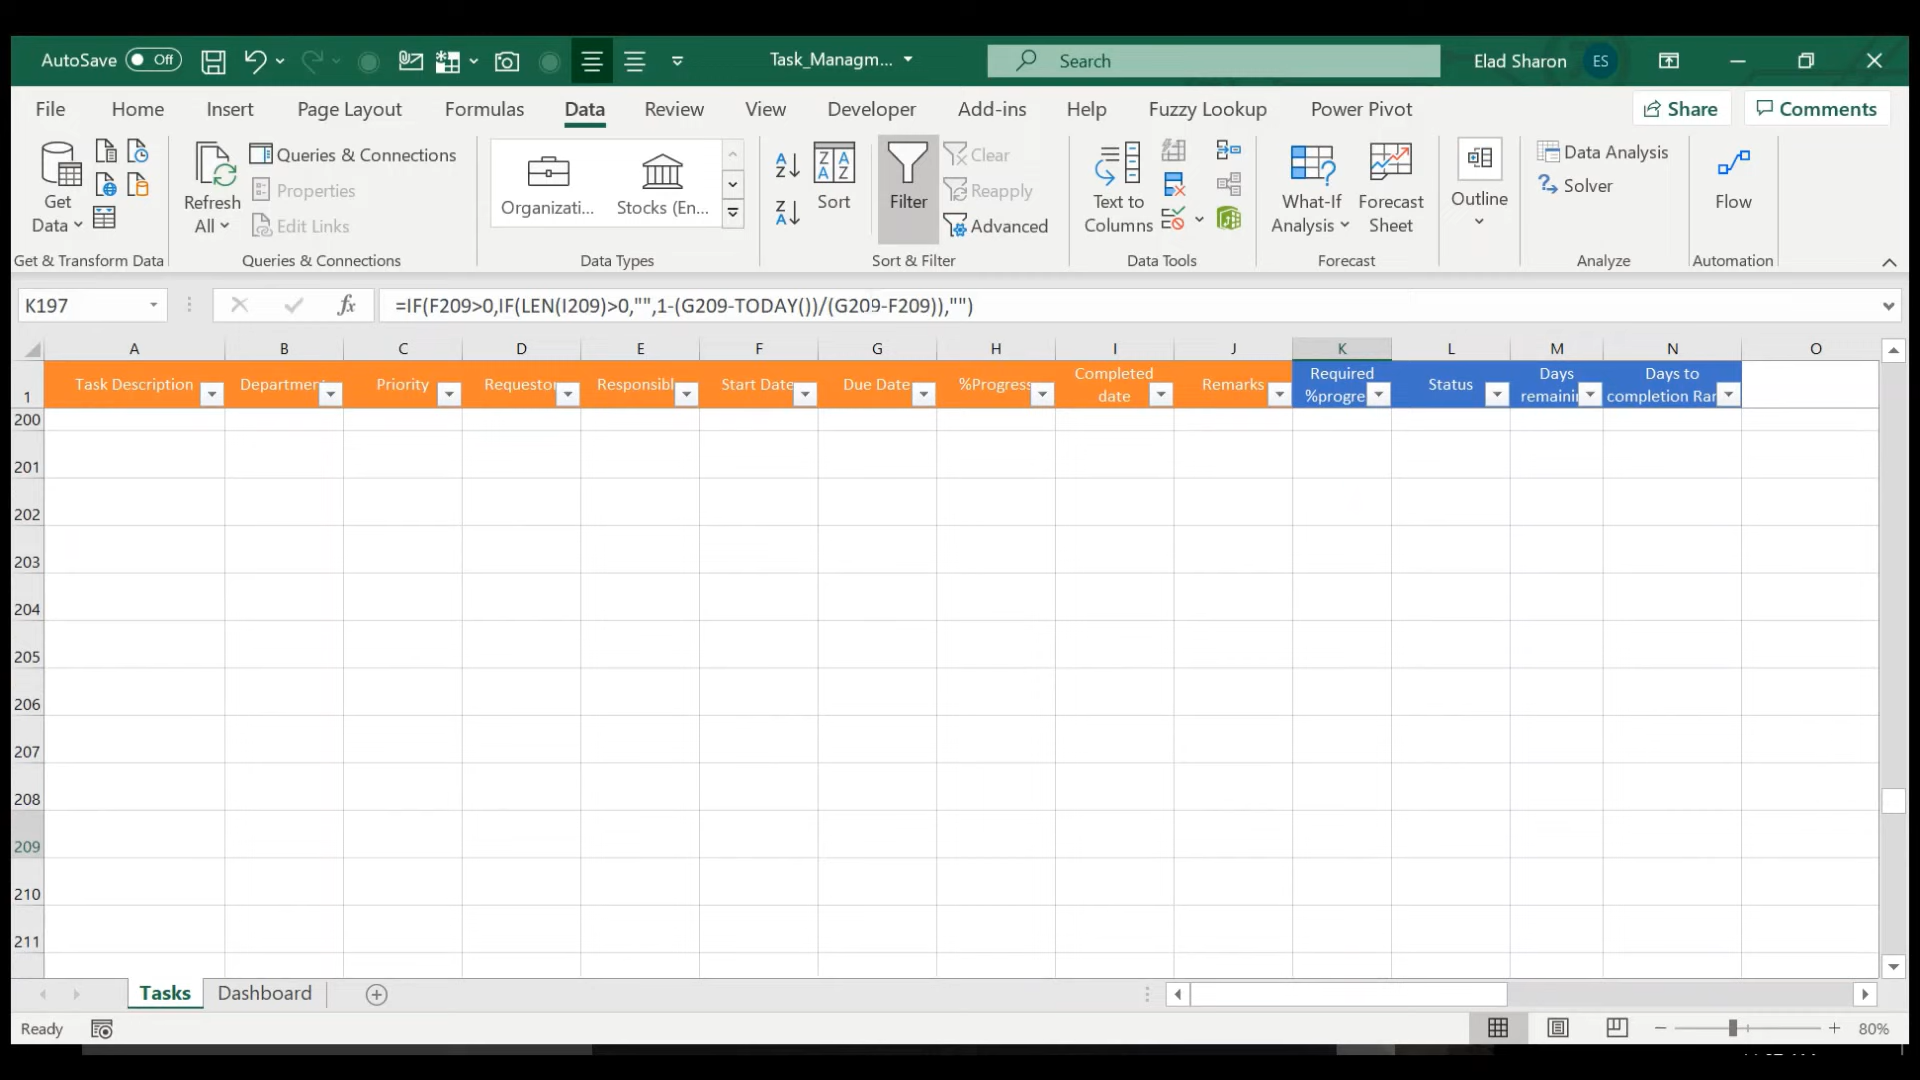 AutoSave Off Task_Managm... Search Elad Sharon ES
File Home Insert Page Layout Formulas Data Review View Developer Add-ins Help Fuzzy Lookup Power Pivot Share Comments
Get Data
Refresh All
Queries & Connections
Properties
Edit Links
Organizati...
Stocks (En...
Sort
Filter
Clear
Reapply
Advanced
Text to Columns
What-If Analysis
Forecast Sheet
Outline
Data Analysis
Solver
Flow
Get & Transform Data Queries & Connections Data Types Sort & Filter Data Tools Forecast Analyze Automation
K197 fx =IF(F209>0,IF(LEN(I209)>0,"",1-(G209-TODAY())/(G209-F209)),"")
A B C D E F G H I J K L M N O
1 Task Description Departmen Priority Requestor Responsibl Start Date Due Date %Progress Completed date Remarks Required %progre Status Days remainin Days to completion Ran
200
201
202
203
204
205
206
207
208
209
210
211
Tasks Dashboard
Ready 80%